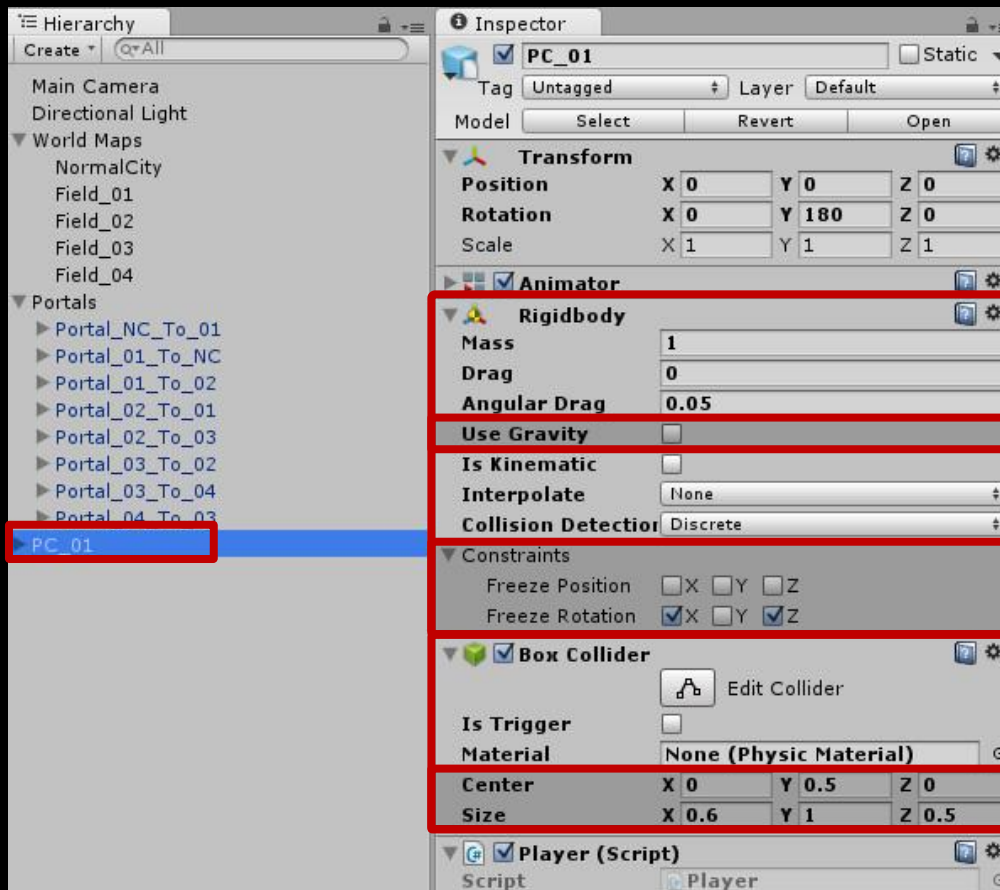 Hierarchy
Create
All
Main Camera
Directional Light
World Maps
NormalCity
Field_01
Field_02
Field_03
Field_04
Portals
Portal_NC_To_01
Portal_01_To_NC
Portal_01_To_02
Portal_02_To_01
Portal_02_To_03
Portal_03_To_02
Portal_03_To_04
Portal_04_To_03
PC_01
Inspector
PC_01 Static
Tag Untagged Layer Default
Model Select Revert Open
Transform
Position X 0 Y 0 Z 0
Rotation X 0 Y 180 Z 0
Scale X 1 Y 1 Z 1
Animator
Rigidbody
Mass 1
Drag 0
Angular Drag 0.05
Use Gravity
Is Kinematic
Interpolate None
Collision Detection Discrete
Constraints
Freeze Position X Y Z
Freeze Rotation X Y Z
Box Collider
Edit Collider
Is Trigger
Material None (Physic Material)
Center X 0 Y 0.5 Z 0
Size X 0.6 Y 1 Z 0.5
Player (Script)
Script Player